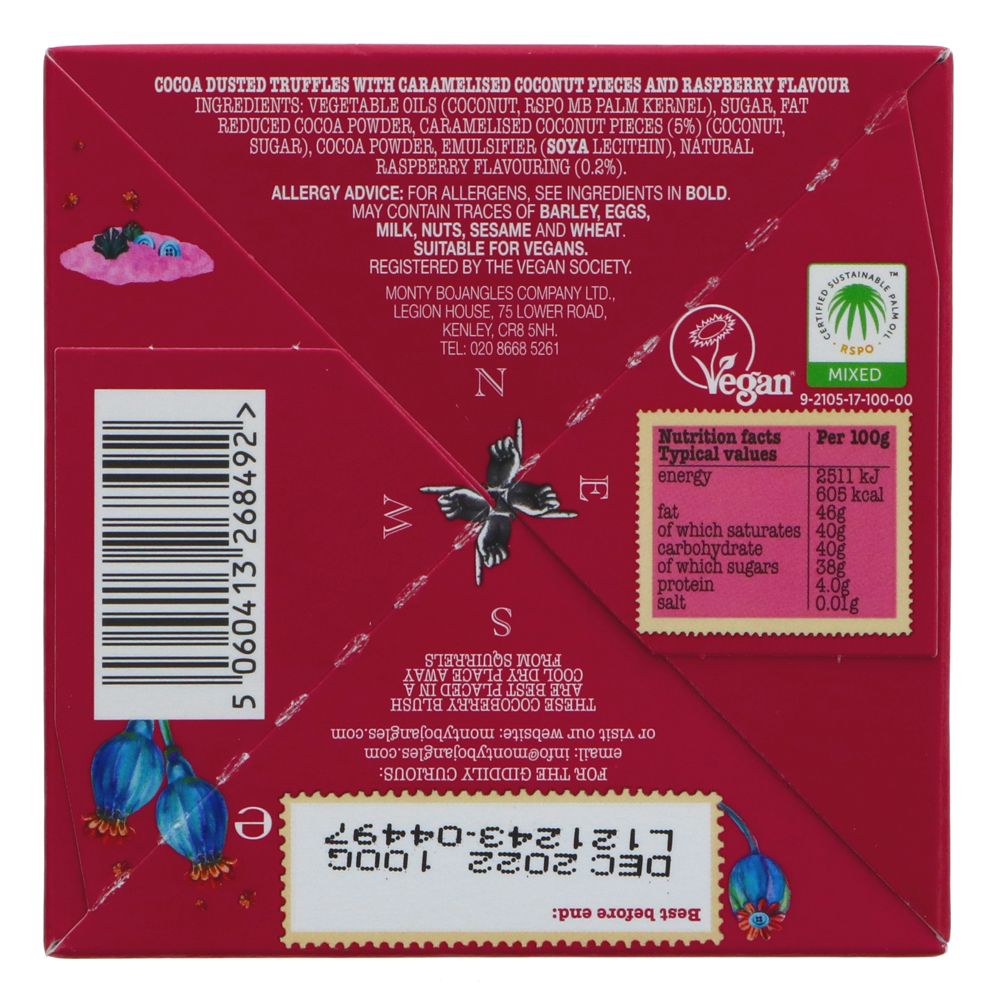 COCOA DUSTED TRUFFLES WITH CARAMELISED COCONUT PIECES AND RASPBERRY FLAVOUR
INGREDIENTS: VEGETABLE OILS (COCONUT, RSPO MB PALM KERNEL), SUGAR, FAT
REDUCED COCOA POWDER, CARAMELISED COCONUT PIECES (5%) (COCONUT,
SUGAR), COCOA POWDER, EMULSIFIER (SOYA LECITHIN), NATURAL
RASPBERRY FLAVOURING (0.2%).
ALLERGY ADVICE: FOR ALLERGENS, SEE INGREDIENTS IN BOLD.
MAY CONTAIN TRACES OF BARLEY, EGGS,
MILK, NUTS, SESAME AND WHEAT.
SUITABLE FOR VEGANS.
REGISTERED BY THE VEGAN SOCIETY.
MONTY BOJANGLES COMPANY LTD.,
LEGION HOUSE, 75 LOWER ROAD,
KENLEY, CR8 5NH.
TEL: 020 8668 5261
Vegan
CERTIFIED SUSTAINABLE PALM OIL
TM
RSPO
MIXED
9-2105-17-100-00
N
E
S
W
Nutrition facts Per 100g
Typical values
energy 2511 kJ
605 kcal
fat 46g
of which saturates 40g
carbohydrate 40g
of which sugars 38g
protein 4.0g
salt 0.01g
5 060413 268492 >
Best before end:
DEC 2022 100G
L121243-04497
e
FOR THE GIDDILY CURIOUS:
email: info@montybojangles.com
or visit our website: montybojangles.com
THESE COCOBERRY BLUSH
ARE BEST PLACED IN A
COOL DRY PLACE AWAY
FROM SQUIRRELS